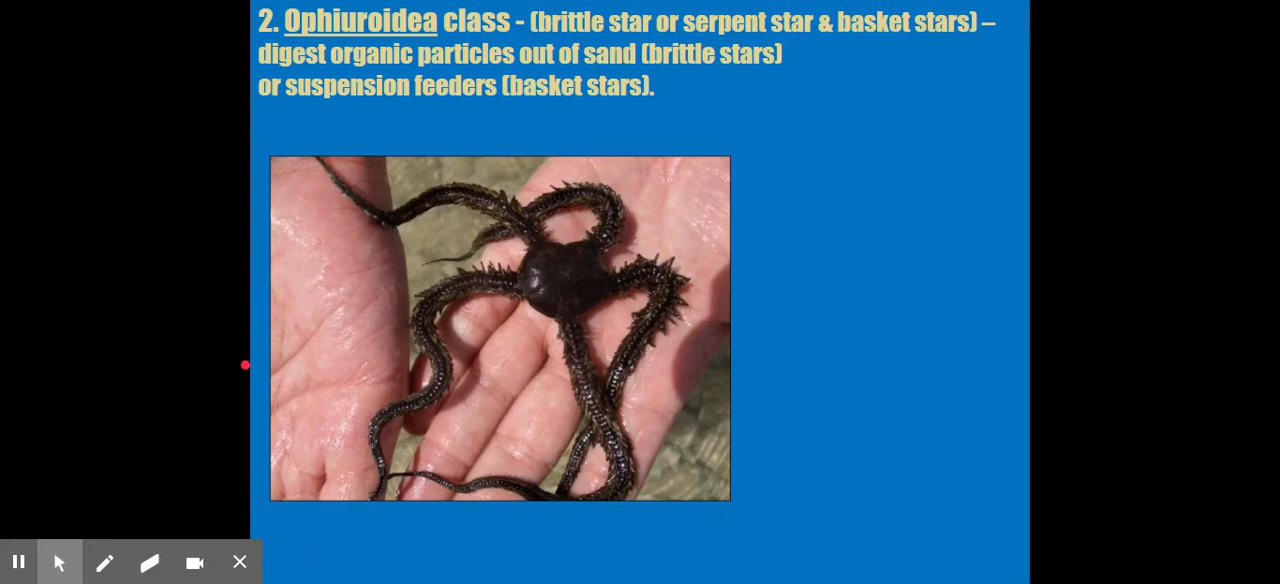 2. Ophiuroidea class - (brittle star or serpent star & basket stars) –
digest organic particles out of sand (brittle stars)
or suspension feeders (basket stars).